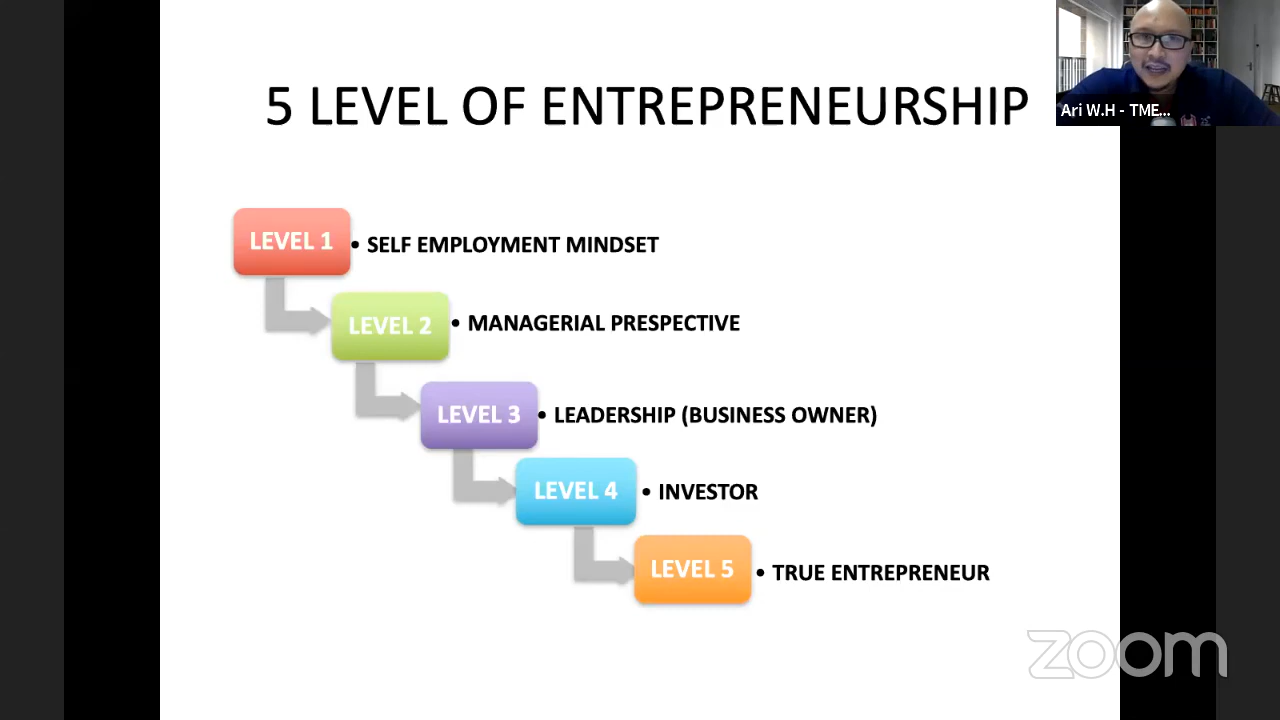 5 LEVEL OF ENTREPRENEURSHIP
Ari W.H - TME...
LEVEL 1
• SELF EMPLOYMENT MINDSET
LEVEL 2
• MANAGERIAL PRESPECTIVE
LEVEL 3
• LEADERSHIP (BUSINESS OWNER)
LEVEL 4
• INVESTOR
LEVEL 5
• TRUE ENTREPRENEUR
zoom